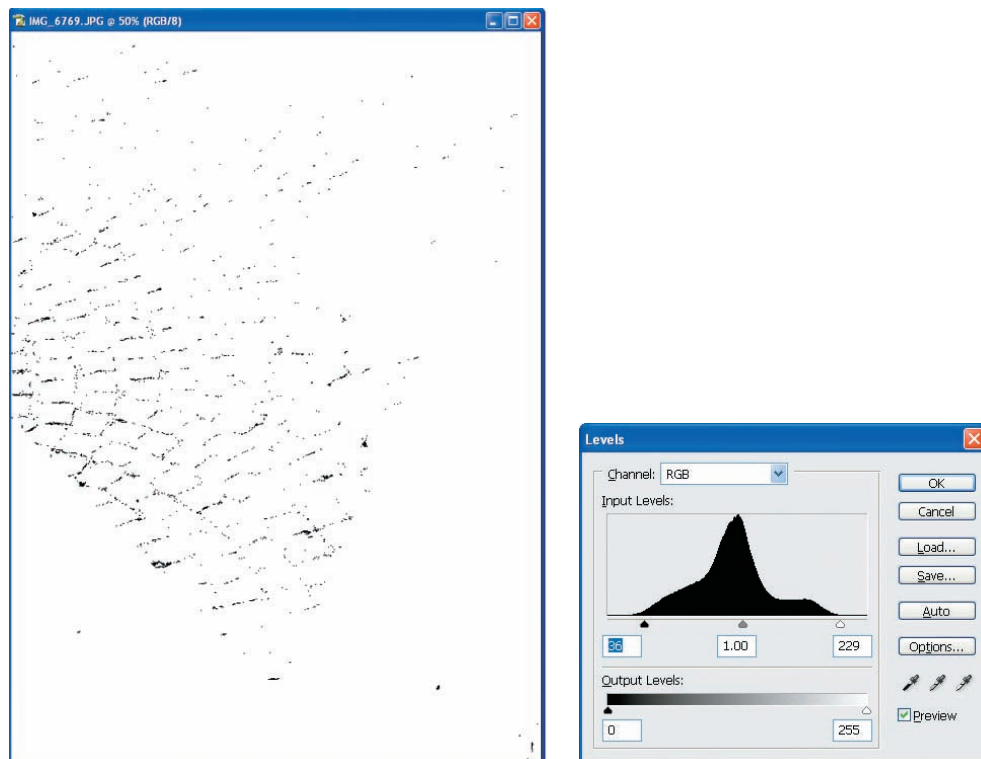 IMG_6769.JPG @ 50% (RGB/8)
Levels
Channel: RGB
OK
Input Levels:
Cancel
Load...
Save...
Auto
36 1.00 229
Options...
Output Levels:
Preview
0 255